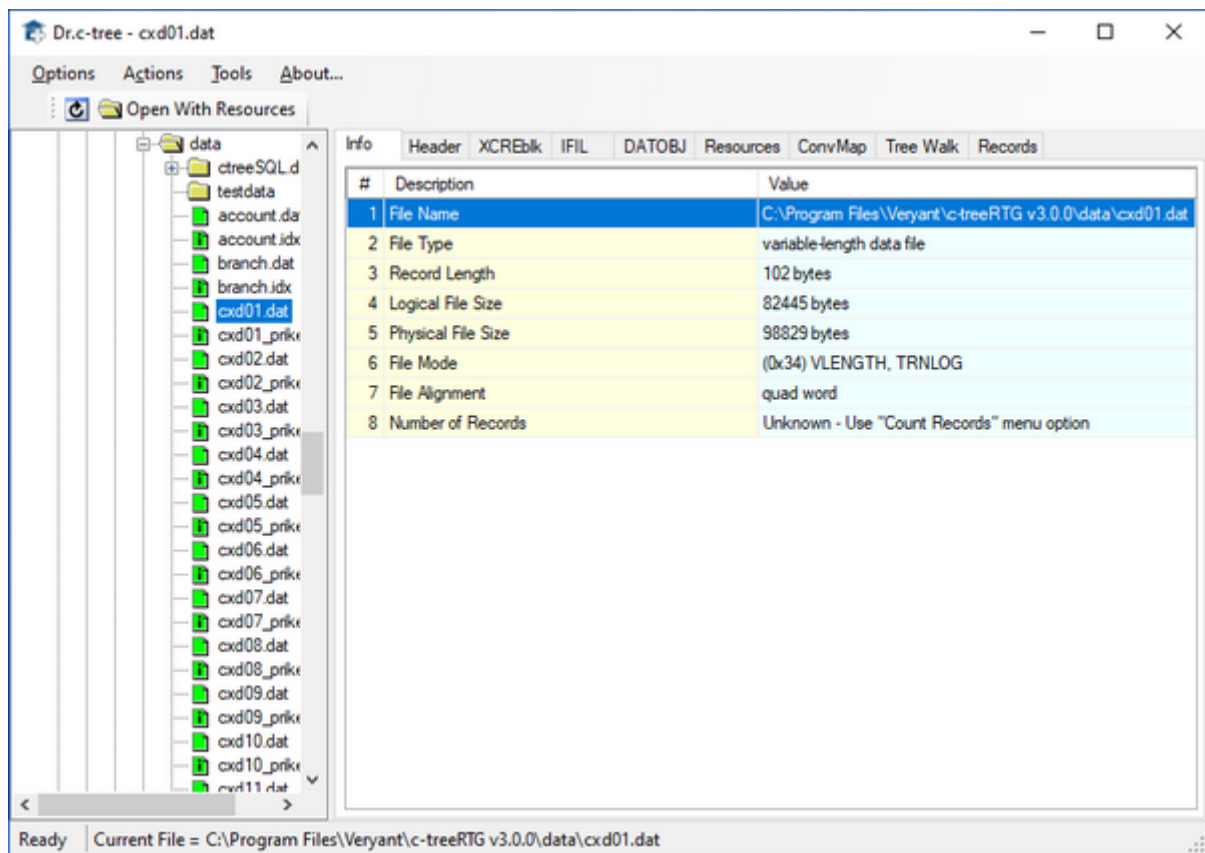 Dr.c-tree - cxd01.dat
Options Actions Tools About...
Open With Resources
data
ctreeSQL.d
testdata
account.da
account.idx
branch.dat
branch.idx
cxd01.dat
cxd01_prike
cxd02.dat
cxd02_prike
cxd03.dat
cxd03_prike
cxd04.dat
cxd04_prike
cxd05.dat
cxd05_prike
cxd06.dat
cxd06_prike
cxd07.dat
cxd07_prike
cxd08.dat
cxd08_prike
cxd09.dat
cxd09_prike
cxd10.dat
cxd10_prike
cxd11.dat
Info Header XCREblk IFIL DATOBJ Resources ConvMap Tree Walk Records
# Description Value
1 File Name C:\Program Files\Veryant\c-treeRTG v3.0.0\data\cxd01.dat
2 File Type variable-length data file
3 Record Length 102 bytes
4 Logical File Size 82445 bytes
5 Physical File Size 98829 bytes
6 File Mode (0x34) VLENGTH, TRNLOG
7 File Alignment quad word
8 Number of Records Unknown - Use "Count Records" menu option
Ready Current File = C:\Program Files\Veryant\c-treeRTG v3.0.0\data\cxd01.dat